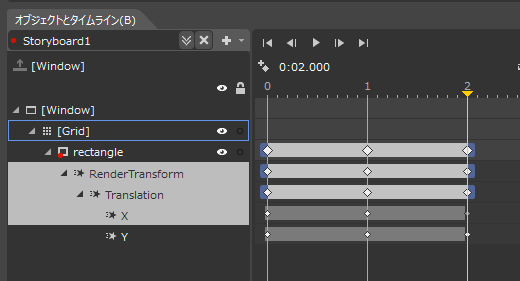 オブジェクトとタイムライン(B)
Storyboard1
[Window]
0:02.000
0 1 2
[Window]
[Grid]
rectangle
RenderTransform
Translation
X
Y